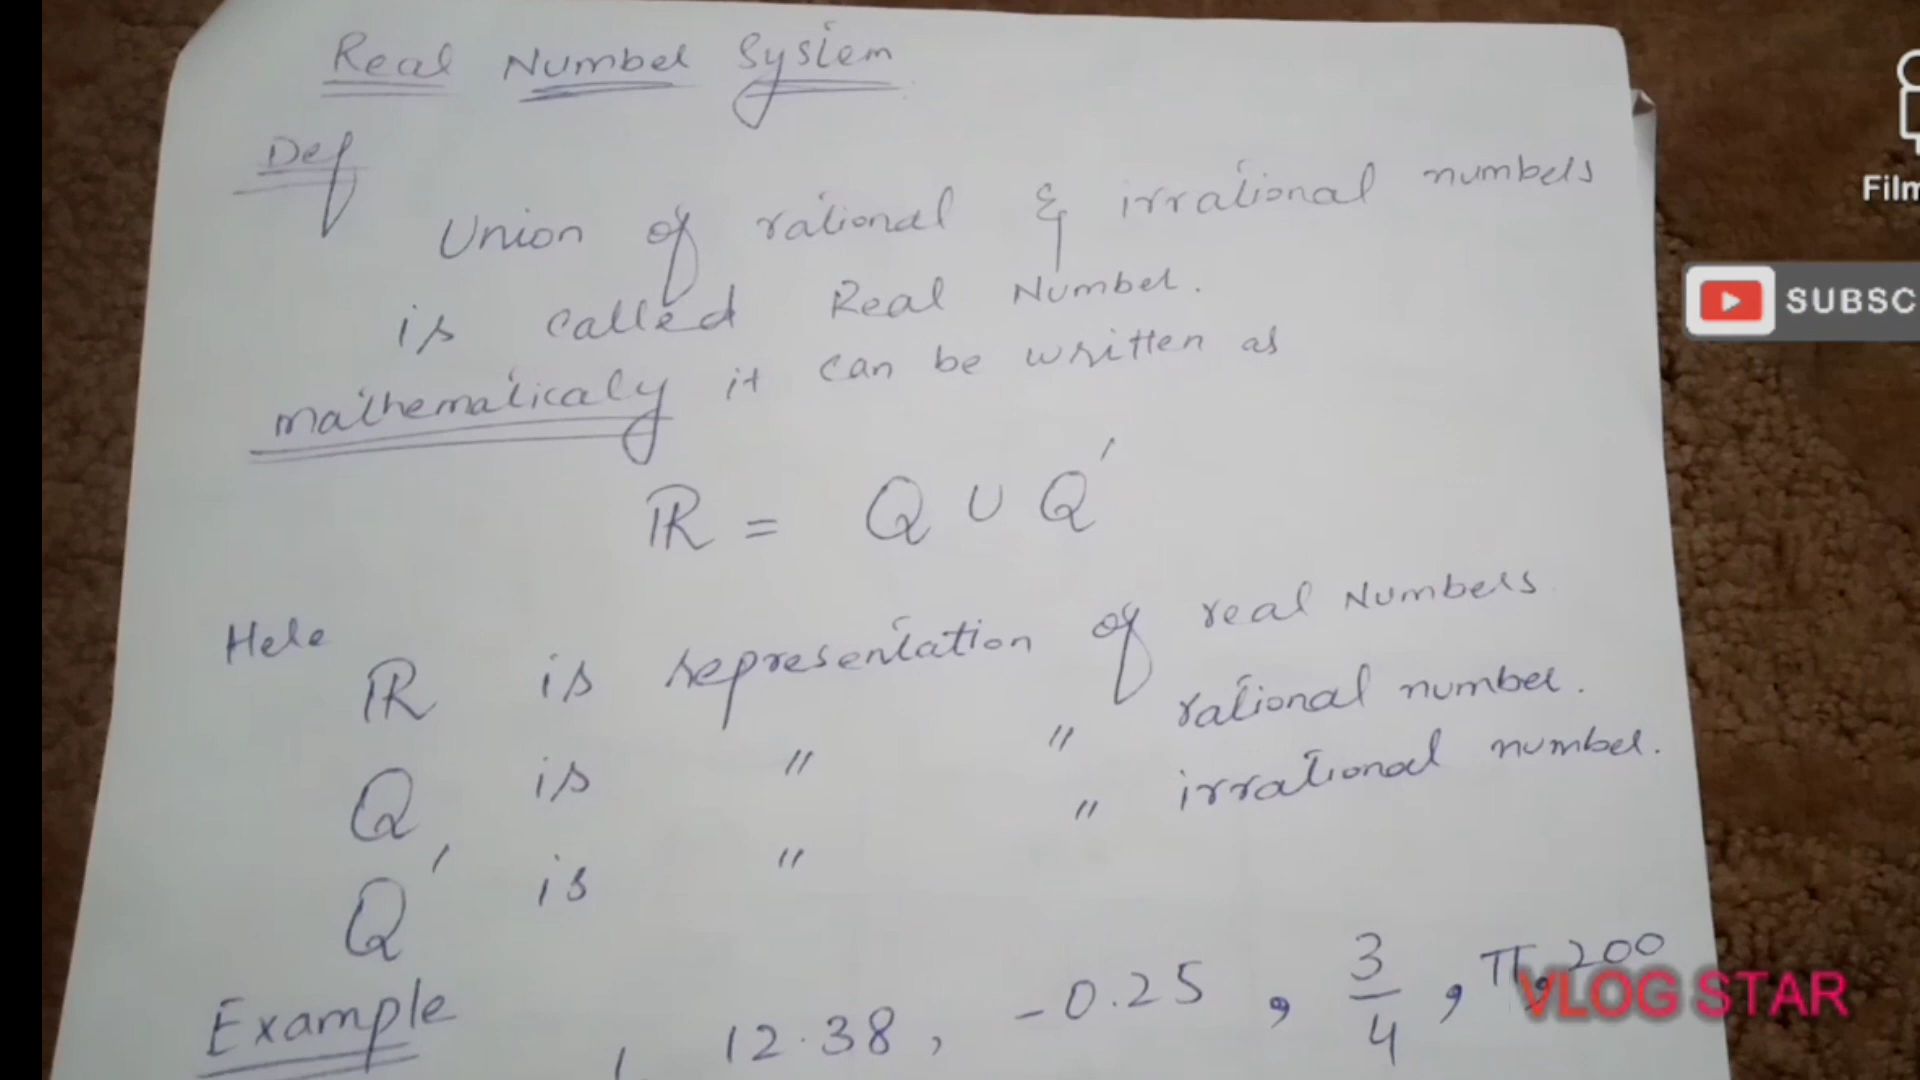 Real Number System
Def
Union of rational & irrational numbers
is called Real Number.
mathematicaly it can be written as
ℝ = Q ∪ Q′
Here
ℝ is representation of real Numbers.
Q is " " rational number.
Q′ is " " irrational number.
Example
1, 12.38, -0.25, 3/4, π, 200
Film
SUBSC
VLOG STAR